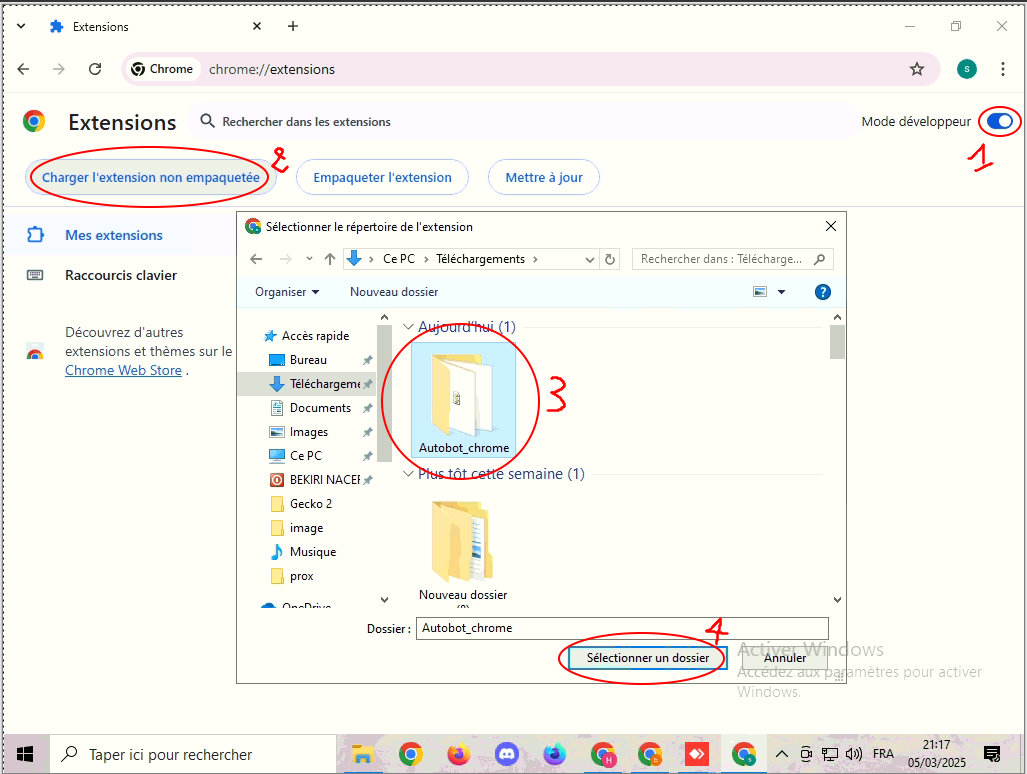 Extensions
Chrome
chrome://extensions
S
Extensions
Rechercher dans les extensions
Mode développeur
1
Charger l'extension non empaquetée
2
Empaqueter l'extension
Mettre à jour
Mes extensions
Raccourcis clavier
Découvrez d'autres
extensions et thèmes sur le
Chrome Web Store .
Sélectionner le répertoire de l'extension
Ce PC
Téléchargements
Rechercher dans : Télécharge...
Organiser
Nouveau dossier
Accès rapide
Bureau
Téléchargeme
Documents
Images
Ce PC
BEKIRI NACEF
Gecko 2
image
Musique
prox
OneDrive
Aujourd'hui (1)
Autobot_chrome
3
Plus tôt cette semaine (1)
Nouveau dossier
Dossier :
Autobot_chrome
4
Sélectionner un dossier
Annuler
Activer Windows
Accédez aux paramètres pour activer
Windows.
Taper ici pour rechercher
H
b
s
FRA
21:17
05/03/2025